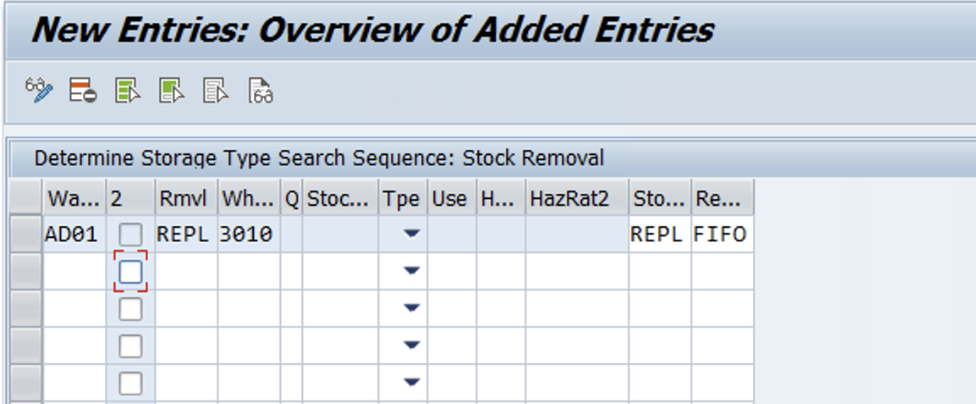 New Entries: Overview of Added Entries
Determine Storage Type Search Sequence: Stock Removal
Wa... 2 Rmvl Wh... Q Stoc... Tpe Use H... HazRat2 Sto... Re...
AD01 REPL 3010 REPL FIFO